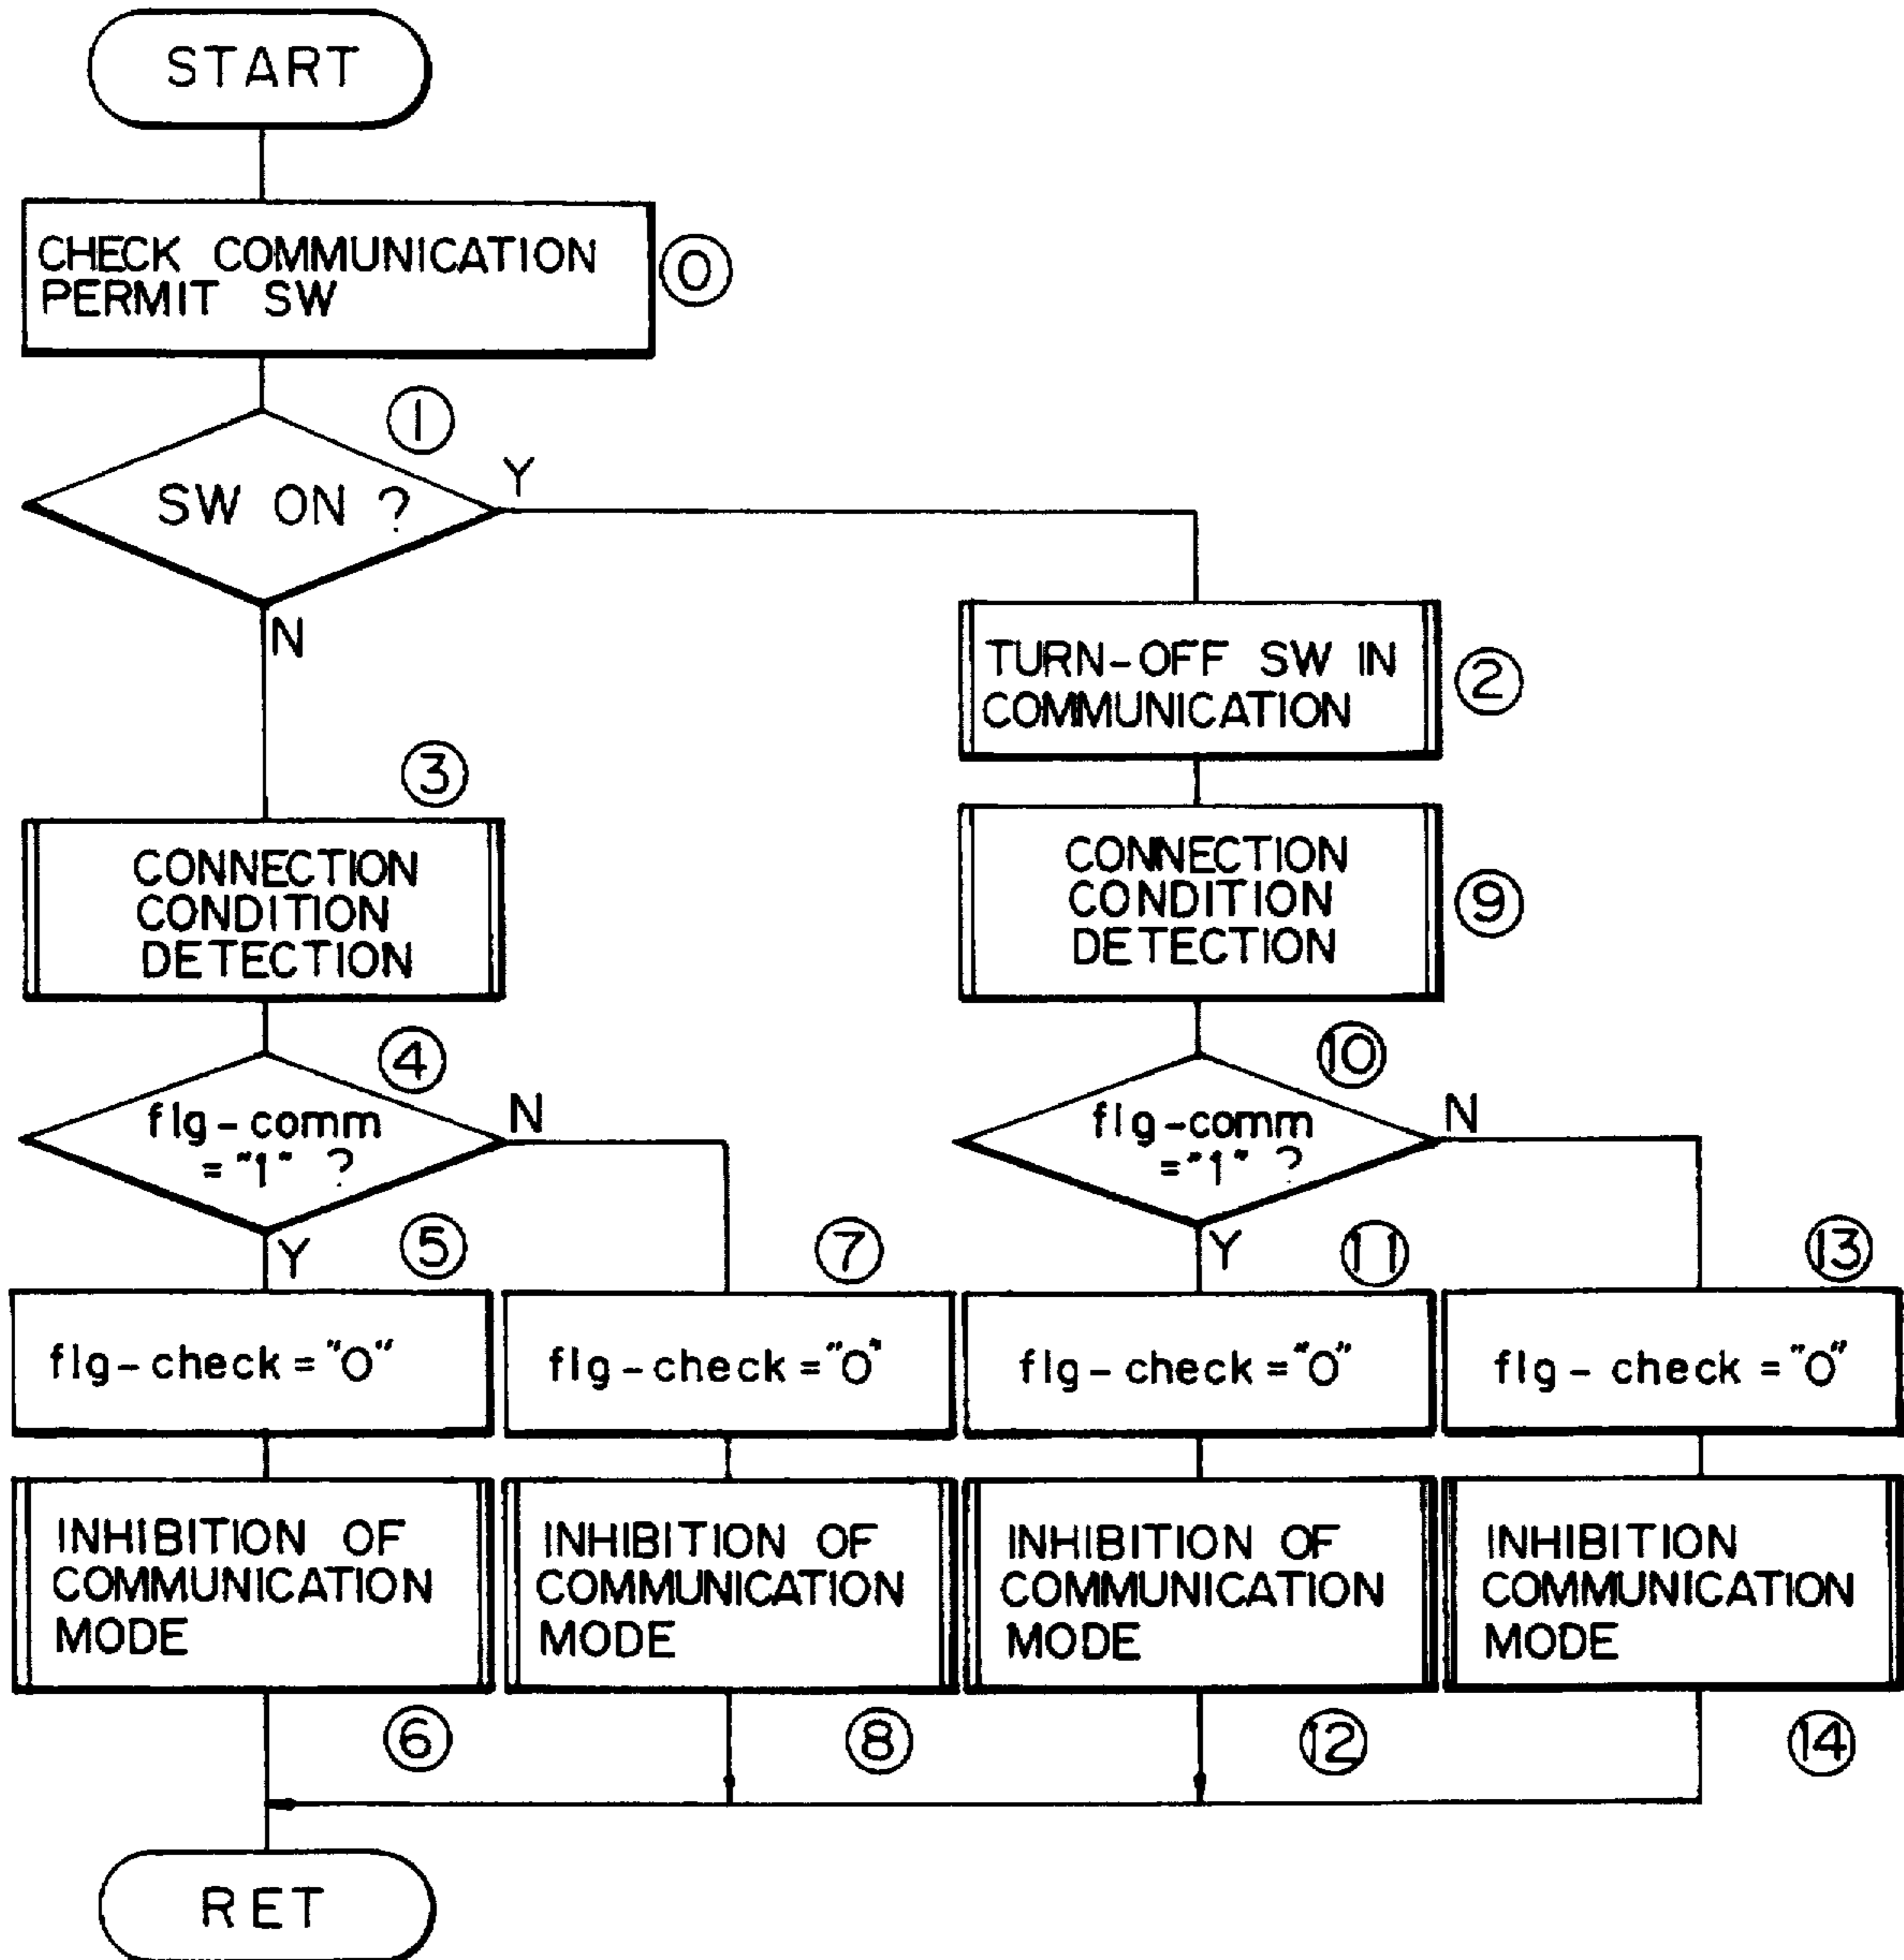 START
CHECK COMMUNICATION
PERMIT SW
0
1
SW ON ?
Y
N
TURN-OFF SW IN
COMMUNICATION
2
3
CONNECTION
CONDITION
DETECTION
CONNECTION
CONDITION
DETECTION
9
4
flg-comm
="1" ?
N
Y
10
flg-comm
="1" ?
N
Y
5
flg-check="0"
7
flg-check="0"
11
flg-check="0"
13
flg-check="0"
INHIBITION OF
COMMUNICATION
MODE
6
INHIBITION OF
COMMUNICATION
MODE
8
INHIBITION OF
COMMUNICATION
MODE
12
INHIBITION
COMMUNICATION
MODE
14
RET